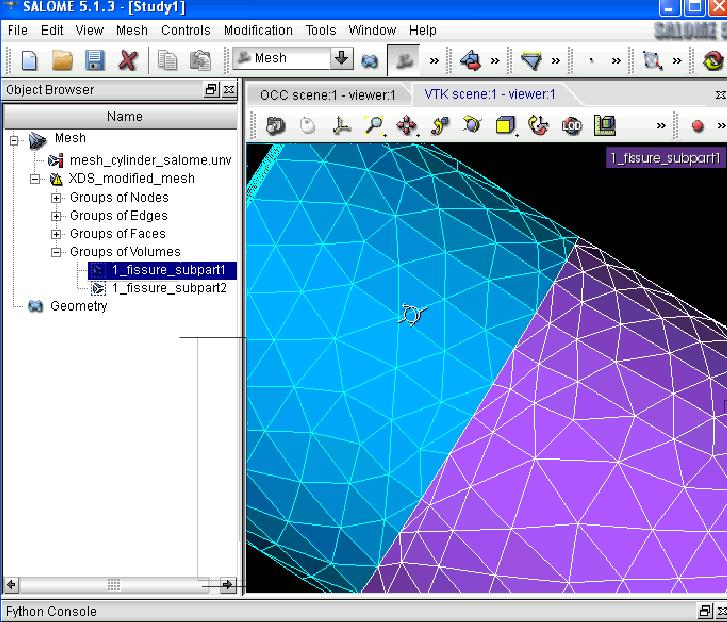 SALOME 5.1.3 - [Study1]
File Edit View Mesh Controls Modification Tools Window Help
Mesh
SALOME 5
Object Browser
OCC scene:1 - viewer:1 VTK scene:1 - viewer:1
Name
LOD
Mesh
mesh_cylinder_salome.unv
1_fissure_subpart1
XD8_modified_mesh
Groups of Nodes
Groups of Edges
Groups of Faces
Groups of Volumes
1_fissure_subpart1
1_fissure_subpart2
Geometry
Python Console